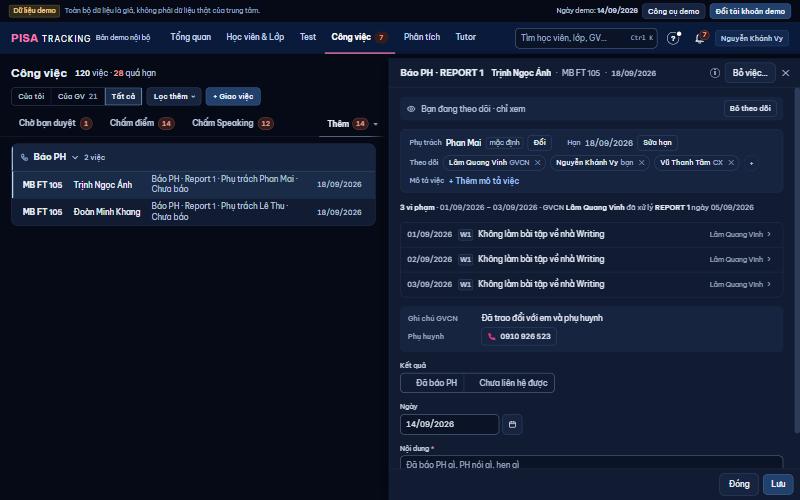 Dữ liệu demo Toàn bộ dữ liệu là giả, không phải dữ liệu thật của trung tâm. Ngày demo: 14/09/2026 Công cụ demo Đổi tài khoản demo
PISA TRACKING Bản demo nội bộ Tổng quan Học viên & Lớp Test Công việc 7 Phân tích Tutor Tìm học viên, lớp, GV... Ctrl K ? 7 Nguyễn Khánh Vy
Công việc 120 việc · 28 quá hạn
Của tôi Của GV 21 Tất cả Lọc thêm + Giao việc
Chờ bạn duyệt 1 Chấm điểm 14 Chấm Speaking 12 Thêm 14
Báo PH 2 việc
MB FT 105 Trịnh Ngọc Ánh Báo PH · Report 1 · Phụ trách Phan Mai · Chưa báo 18/09/2026
MB FT 105 Đoàn Minh Khang Báo PH · Report 1 · Phụ trách Lê Thu · Chưa báo 18/09/2026
Báo PH · REPORT 1 Trịnh Ngọc Ánh · MB FT 105 · 18/09/2026 Bỏ việc...
Bạn đang theo dõi · chỉ xem Bỏ theo dõi
Phụ trách Phan Mai mặc định Đổi Hạn 18/09/2026 Sửa hạn
Theo dõi Lâm Quang Vinh GVCN × Nguyễn Khánh Vy bạn × Vũ Thanh Tâm CX × +
Mô tả việc + Thêm mô tả việc
3 vi phạm · 01/09/2026 – 03/09/2026 · GVCN Lâm Quang Vinh đã xử lý REPORT 1 ngày 05/09/2026
01/09/2026 W1 Không làm bài tập về nhà Writing Lâm Quang Vinh
02/09/2026 W1 Không làm bài tập về nhà Writing Lâm Quang Vinh
03/09/2026 W1 Không làm bài tập về nhà Writing Lâm Quang Vinh
Ghi chú GVCN Đã trao đổi với em và phụ huynh
Phụ huynh 0910 926 523
Kết quả
Đã báo PH Chưa liên hệ được
Ngày
14/09/2026
Nội dung *
Đã báo PH gì, PH nói gì, hẹn gì
Đóng Lưu